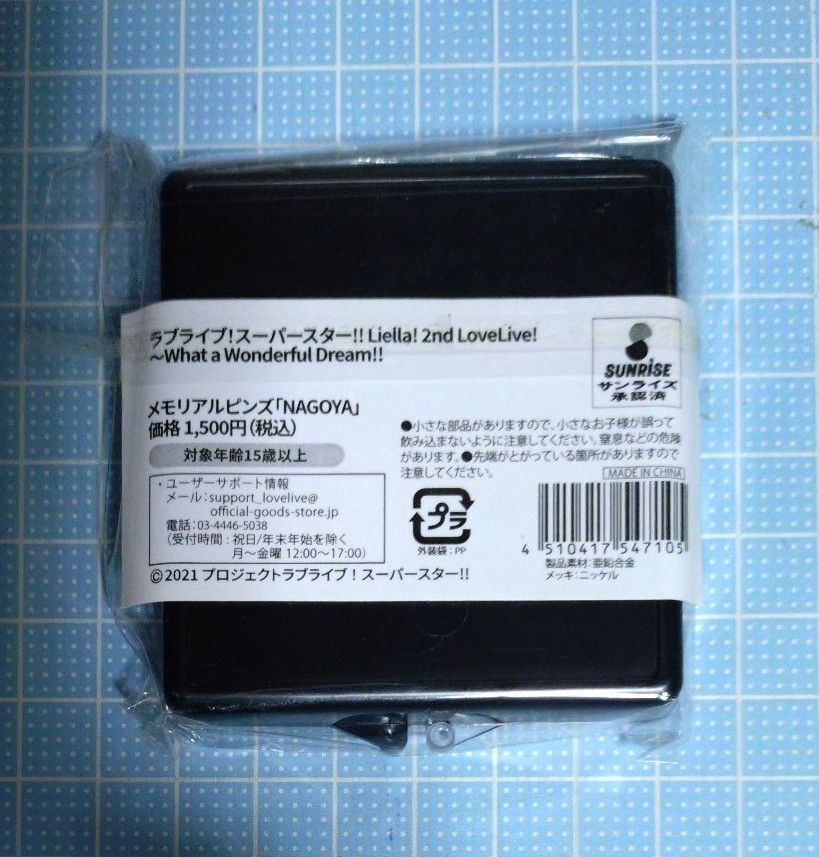 ラブライブ!スーパースター!! Liella! 2nd LoveLive!
〜What a Wonderful Dream!!
SUNRISE
サンライズ
承認済
メモリアルピンズ「NAGOYA」
価格 1,500円(税込)
対象年齢15歳以上
・ユーザーサポート情報
メール:support_lovelive@
official-goods-store.jp
電話:03-4446-5038
(受付時間:祝日/年末年始を除く
月〜金曜 12:00〜17:00)
©2021 プロジェクトラブライブ!スーパースター!!
●小さな部品がありますので、小さなお子様が誤って
飲み込まないように注意してください。窒息などの危険
があります。●先端がとがっている箇所がありますので
注意してください。
MADE IN CHINA
プラ
外装袋:PP
4 510417 547105
製品素材:亜鉛合金
メッキ:ニッケル